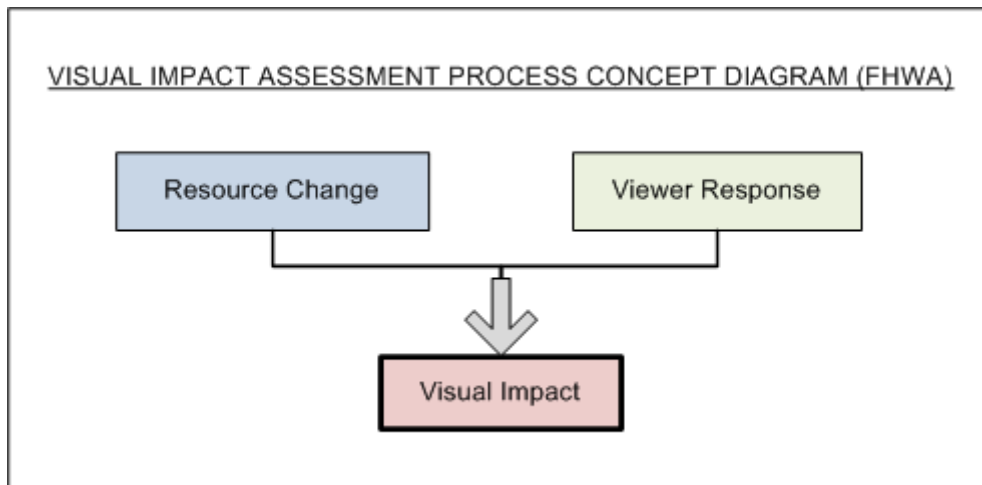 VISUAL IMPACT ASSESSMENT PROCESS CONCEPT DIAGRAM (FHWA)
Resource Change
Viewer Response
Visual Impact